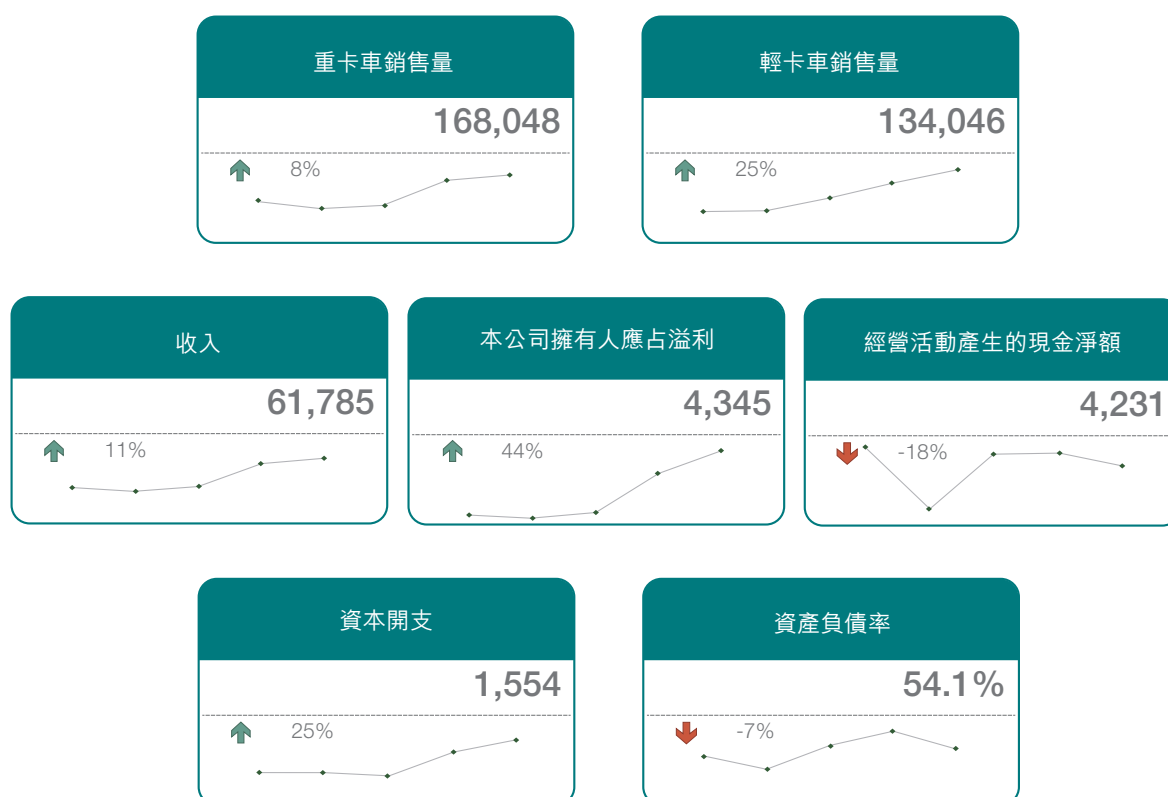 重卡車銷售量
168,048
8%
輕卡車銷售量
134,046
25%
收入
61,785
11%
本公司擁有人應占溢利
4,345
44%
經營活動產生的現金淨額
4,231
-18%
資本開支
1,554
25%
資產負債率
54.1%
-7%